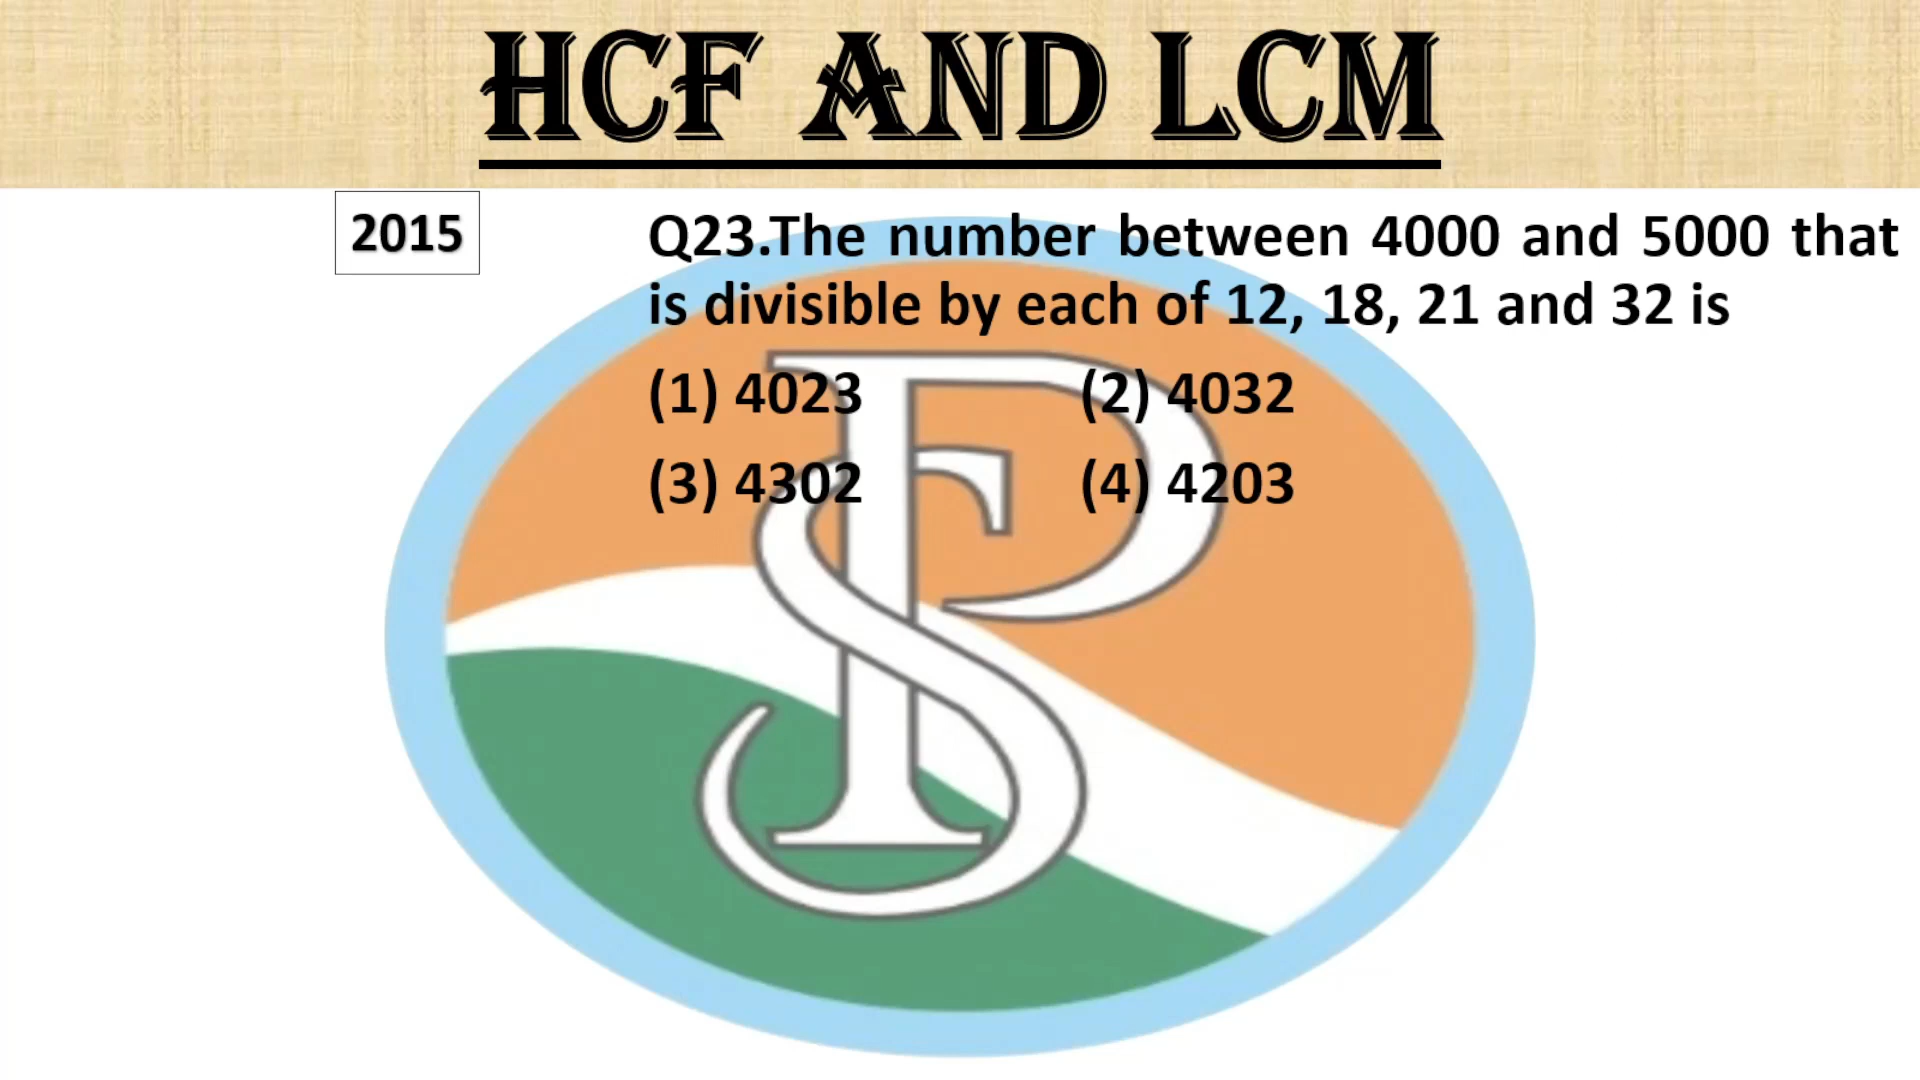 HCF AND LCM
2015
Q23.The number between 4000 and 5000 that
is divisible by each of 12, 18, 21 and 32 is
(1) 4023 (2) 4032
(3) 4302 (4) 4203